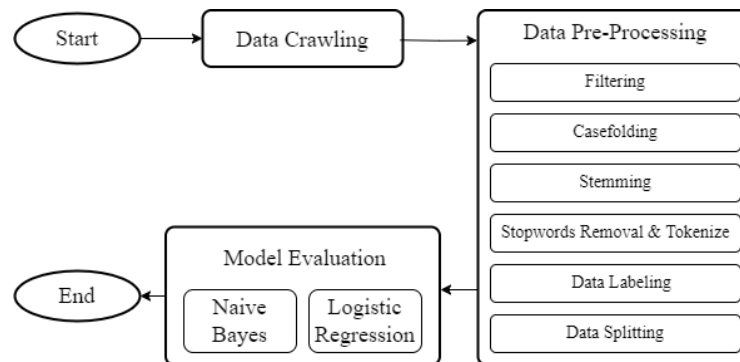 Start
Data Crawling
Data Pre-Processing
Filtering
Casefolding
Stemming
Stopwords Removal & Tokenize
Data Labeling
Data Splitting
Model Evaluation
Naive
Bayes
Logistic
Regression
End